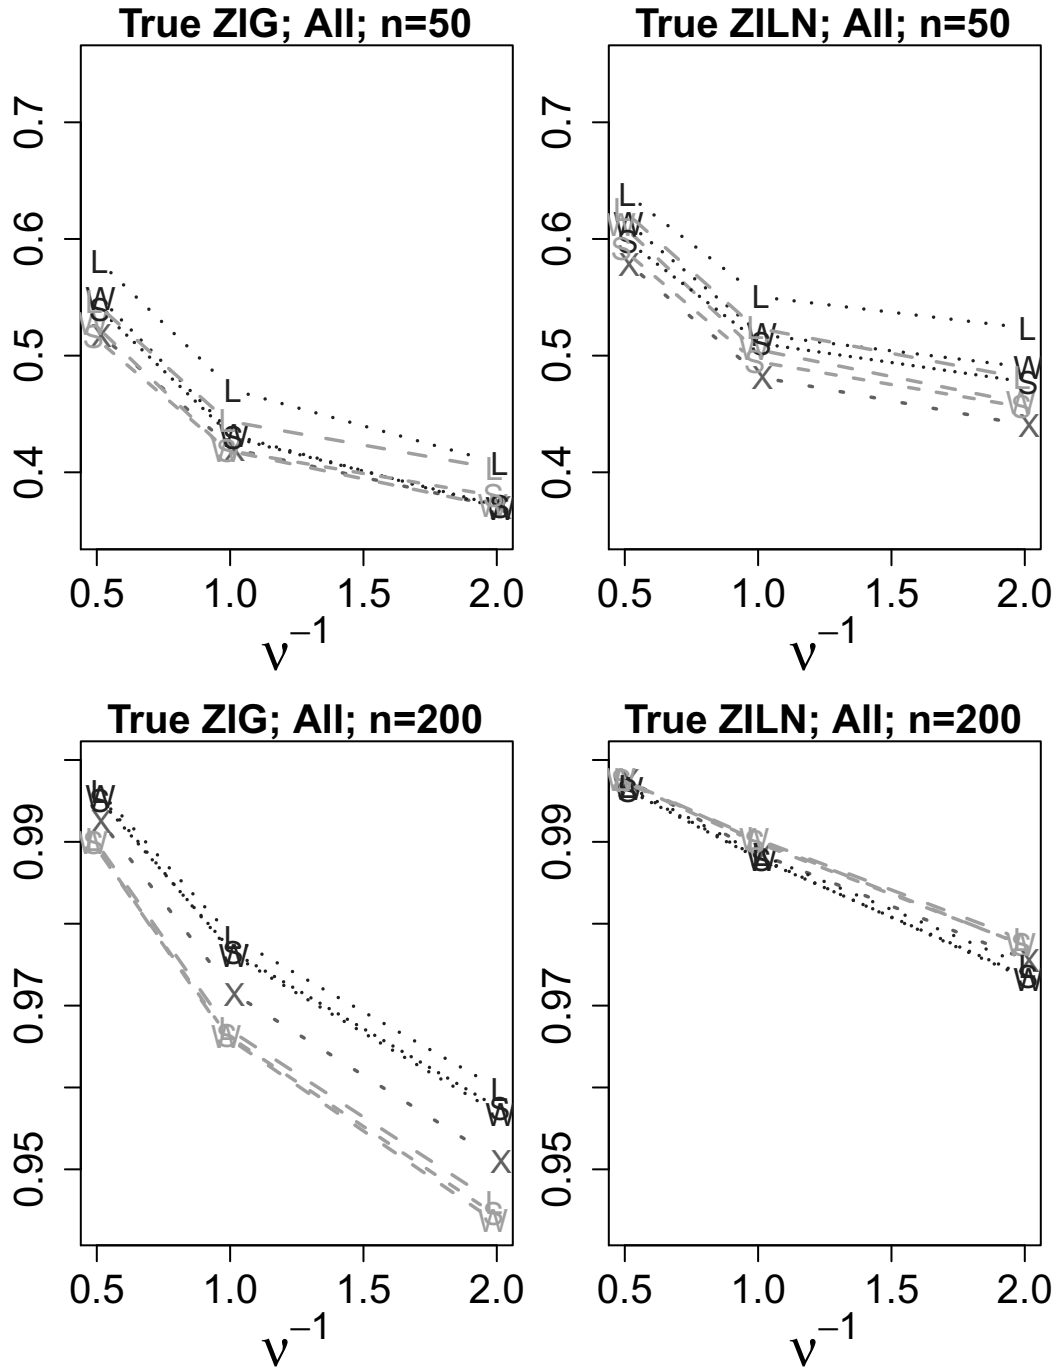 True ZIG; All; n=50
0.7
0.6
0.5
0.4
L
W
S
L
W
S
X
L
W
S
X
L
W
S
X
L
S
W
L
0.5 1.0 1.5 2.0
ν⁻¹
True ZILN; All; n=50
0.7
0.6
0.5
0.4
L
W
S
L
W
S
X
L
W
S
L
W
S
X
L
W
S
L
W
S
X
0.5 1.0 1.5 2.0
ν⁻¹
True ZIG; All; n=200
0.99
0.97
0.95
L
W
S
X
L
W
S
L
S
W
X
L
S
W
L
S
W
X
L
S
W
0.5 1.0 1.5 2.0
ν⁻¹
True ZILN; All; n=200
0.99
0.97
0.95
L
W
S
L
W
S
L
W
S
L
W
S
L
W
S
X
L
W
S
0.5 1.0 1.5 2.0
ν⁻¹